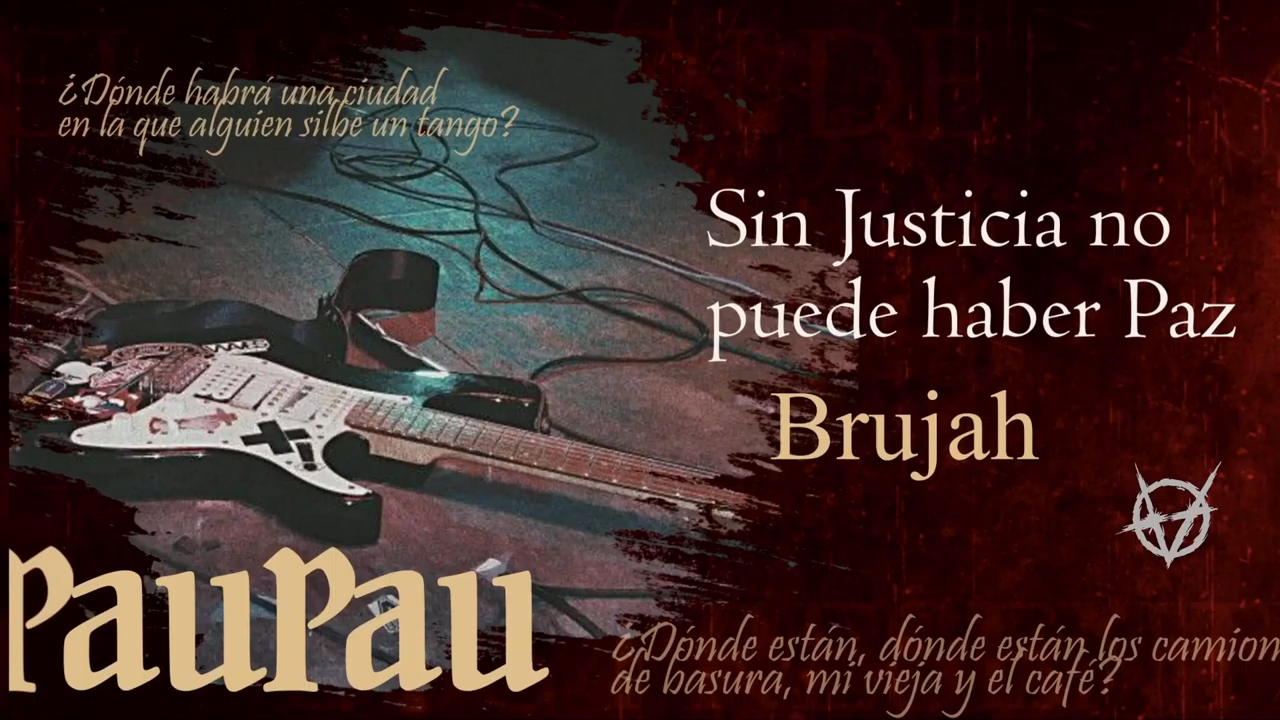 ¿Dónde habrá una ciudad
en la que alguien silbe un tango?
Sin Justicia no
puede haber Paz
Brujah
PauPau
¿Dónde están, dónde están los camion
de basura, mi vieja y el café?